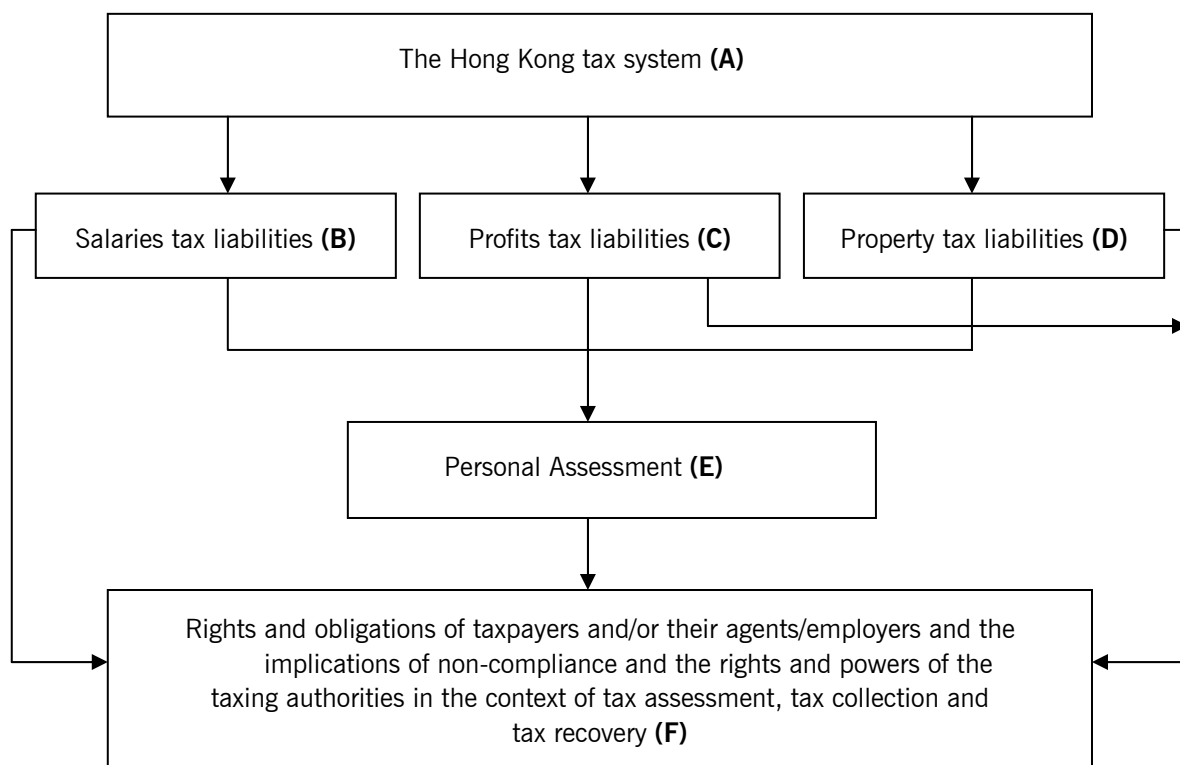 The Hong Kong tax system (A)
Salaries tax liabilities (B)
Profits tax liabilities (C)
Property tax liabilities (D)
Personal Assessment (E)
Rights and obligations of taxpayers and/or their agents/employers and the
implications of non-compliance and the rights and powers of the
taxing authorities in the context of tax assessment, tax collection and
tax recovery (F)